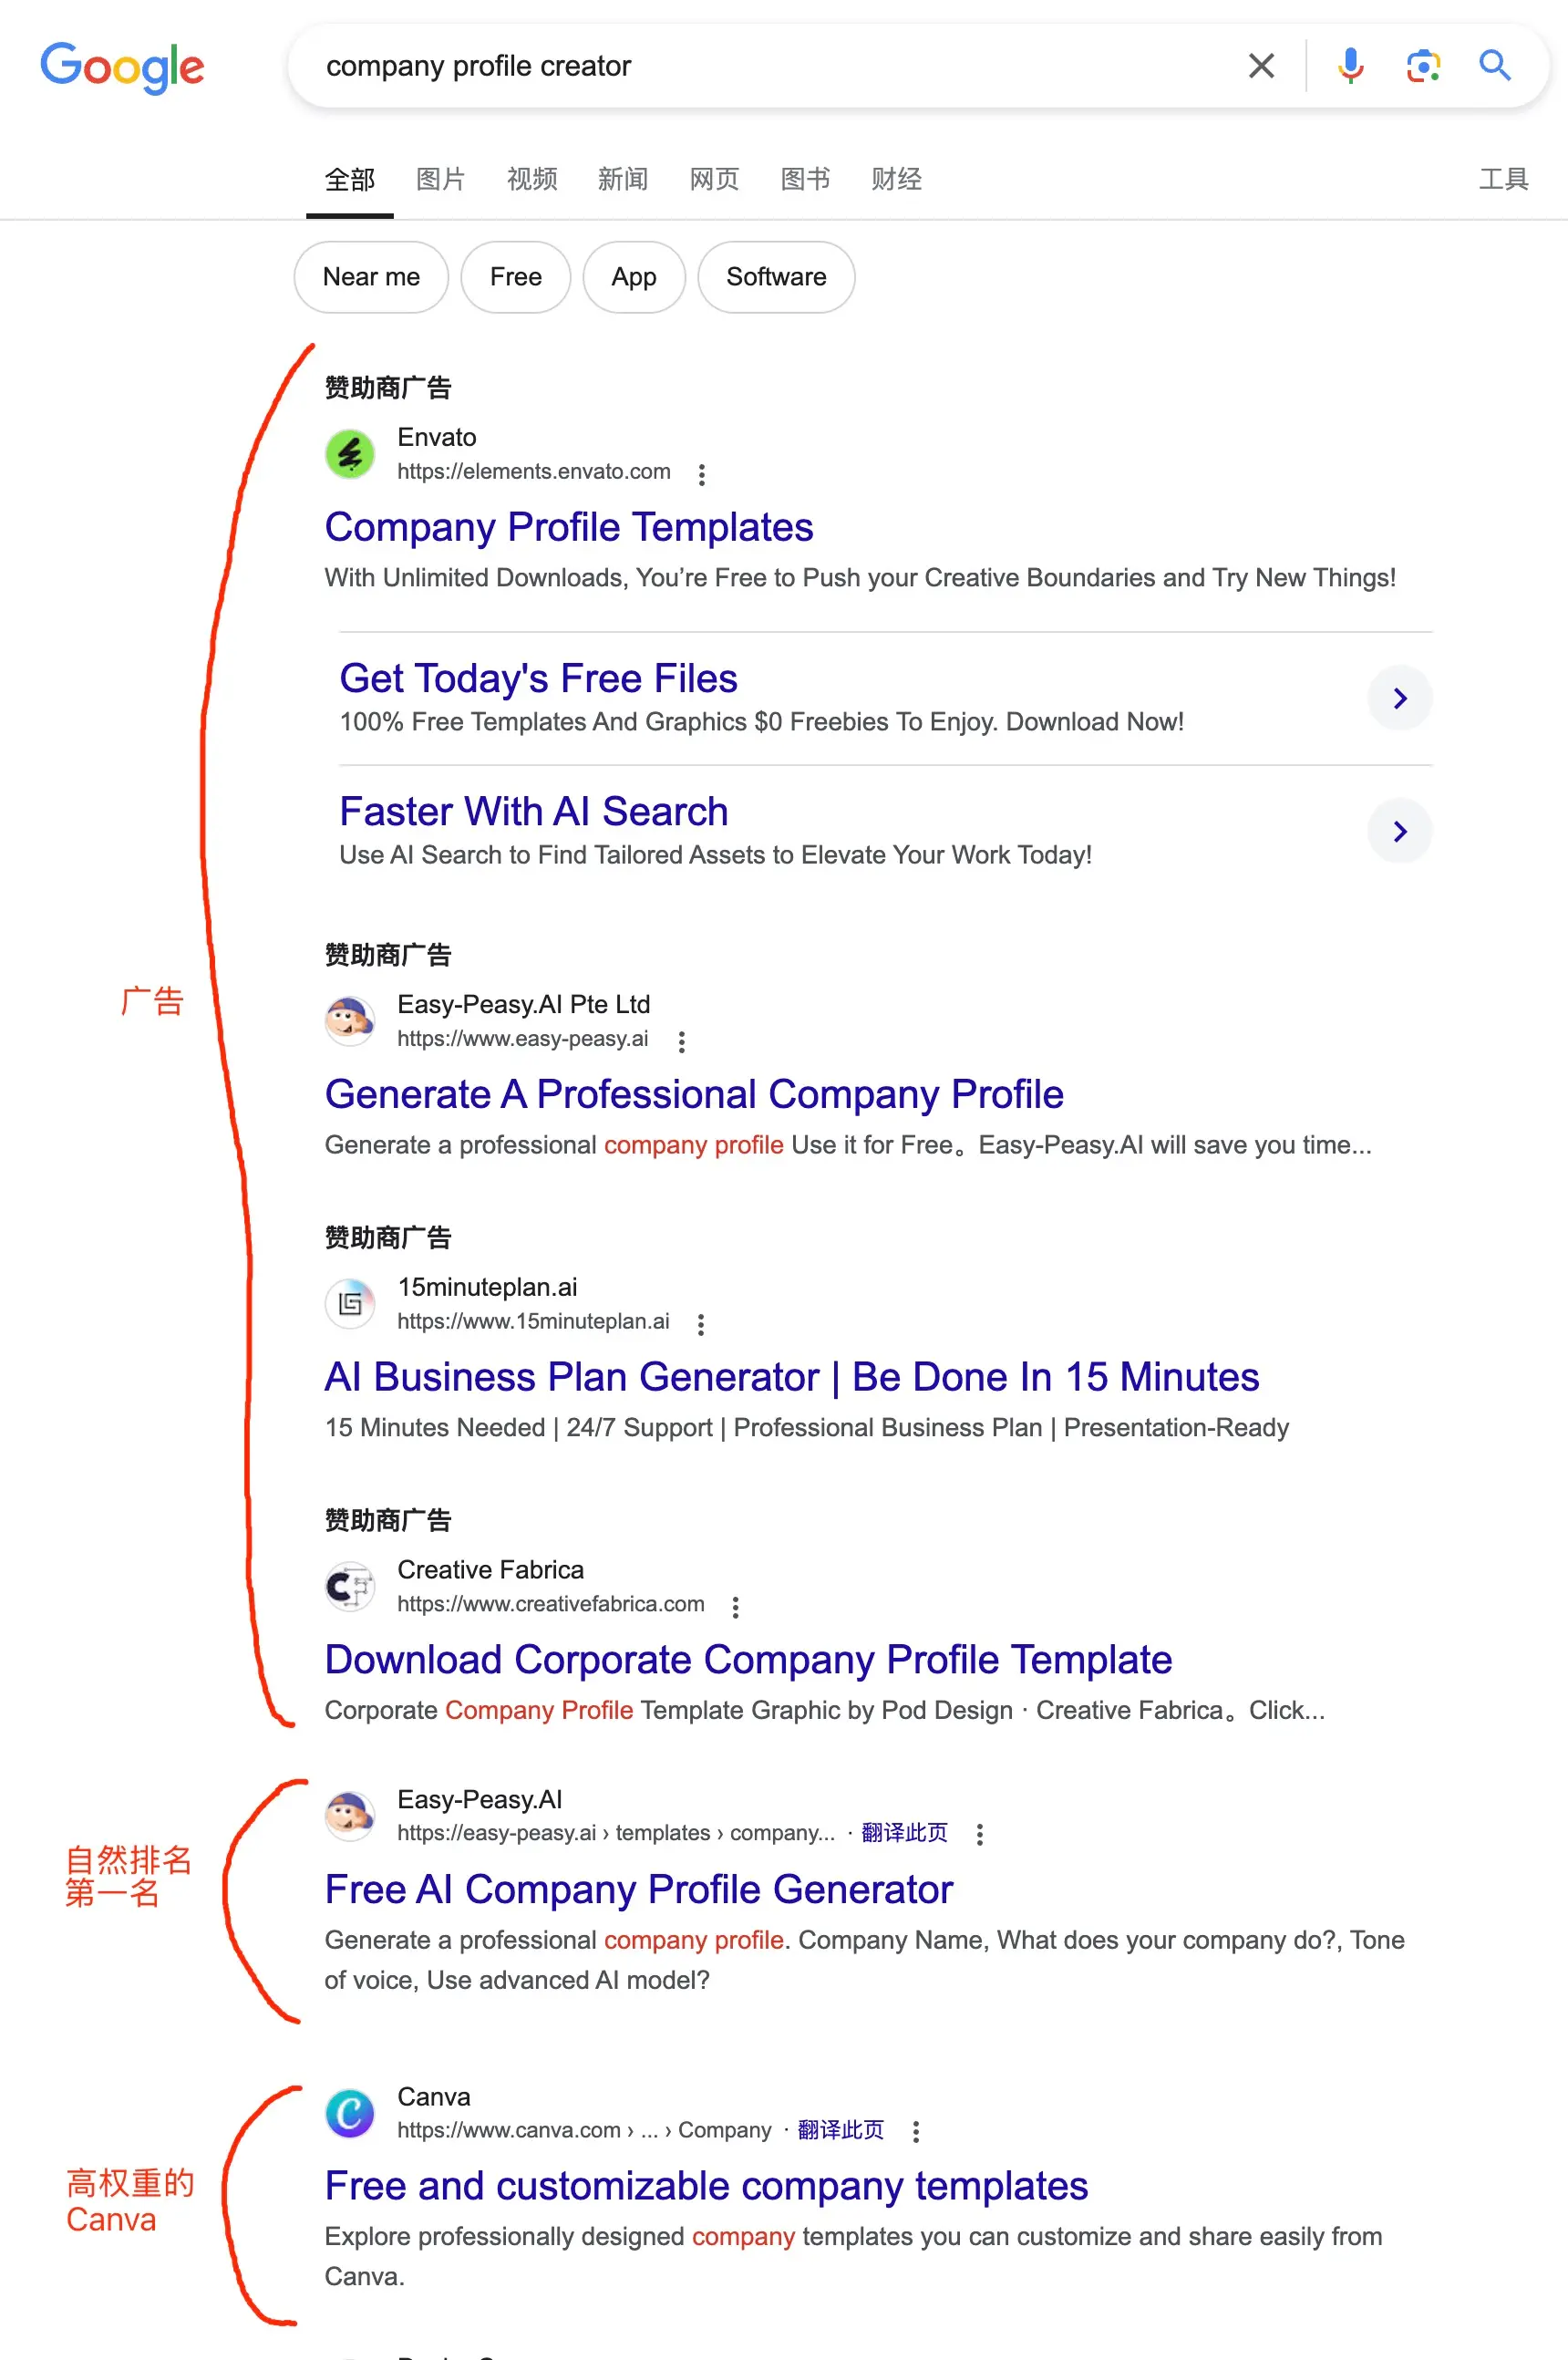 Google
company profile creator
全部 图片 视频 新闻 网页 图书 财经 工具
Near me Free App Software
赞助商广告
Envato
https://elements.envato.com
Company Profile Templates
With Unlimited Downloads, You’re Free to Push your Creative Boundaries and Try New Things!
Get Today's Free Files
100% Free Templates And Graphics $0 Freebies To Enjoy. Download Now!
Faster With AI Search
Use AI Search to Find Tailored Assets to Elevate Your Work Today!
广告
赞助商广告
Easy-Peasy.AI Pte Ltd
https://www.easy-peasy.ai
Generate A Professional Company Profile
Generate a professional company profile Use it for Free。Easy-Peasy.AI will save you time...
赞助商广告
15minuteplan.ai
https://www.15minuteplan.ai
AI Business Plan Generator | Be Done In 15 Minutes
15 Minutes Needed | 24/7 Support | Professional Business Plan | Presentation-Ready
赞助商广告
Creative Fabrica
https://www.creativefabrica.com
Download Corporate Company Profile Template
Corporate Company Profile Template Graphic by Pod Design · Creative Fabrica。Click...
自然排名
第一名
Easy-Peasy.AI
https://easy-peasy.ai › templates › company... · 翻译此页
Free AI Company Profile Generator
Generate a professional company profile. Company Name, What does your company do?, Tone
of voice, Use advanced AI model?
高权重的
Canva
Canva
https://www.canva.com › ... › Company · 翻译此页
Free and customizable company templates
Explore professionally designed company templates you can customize and share easily from
Canva.